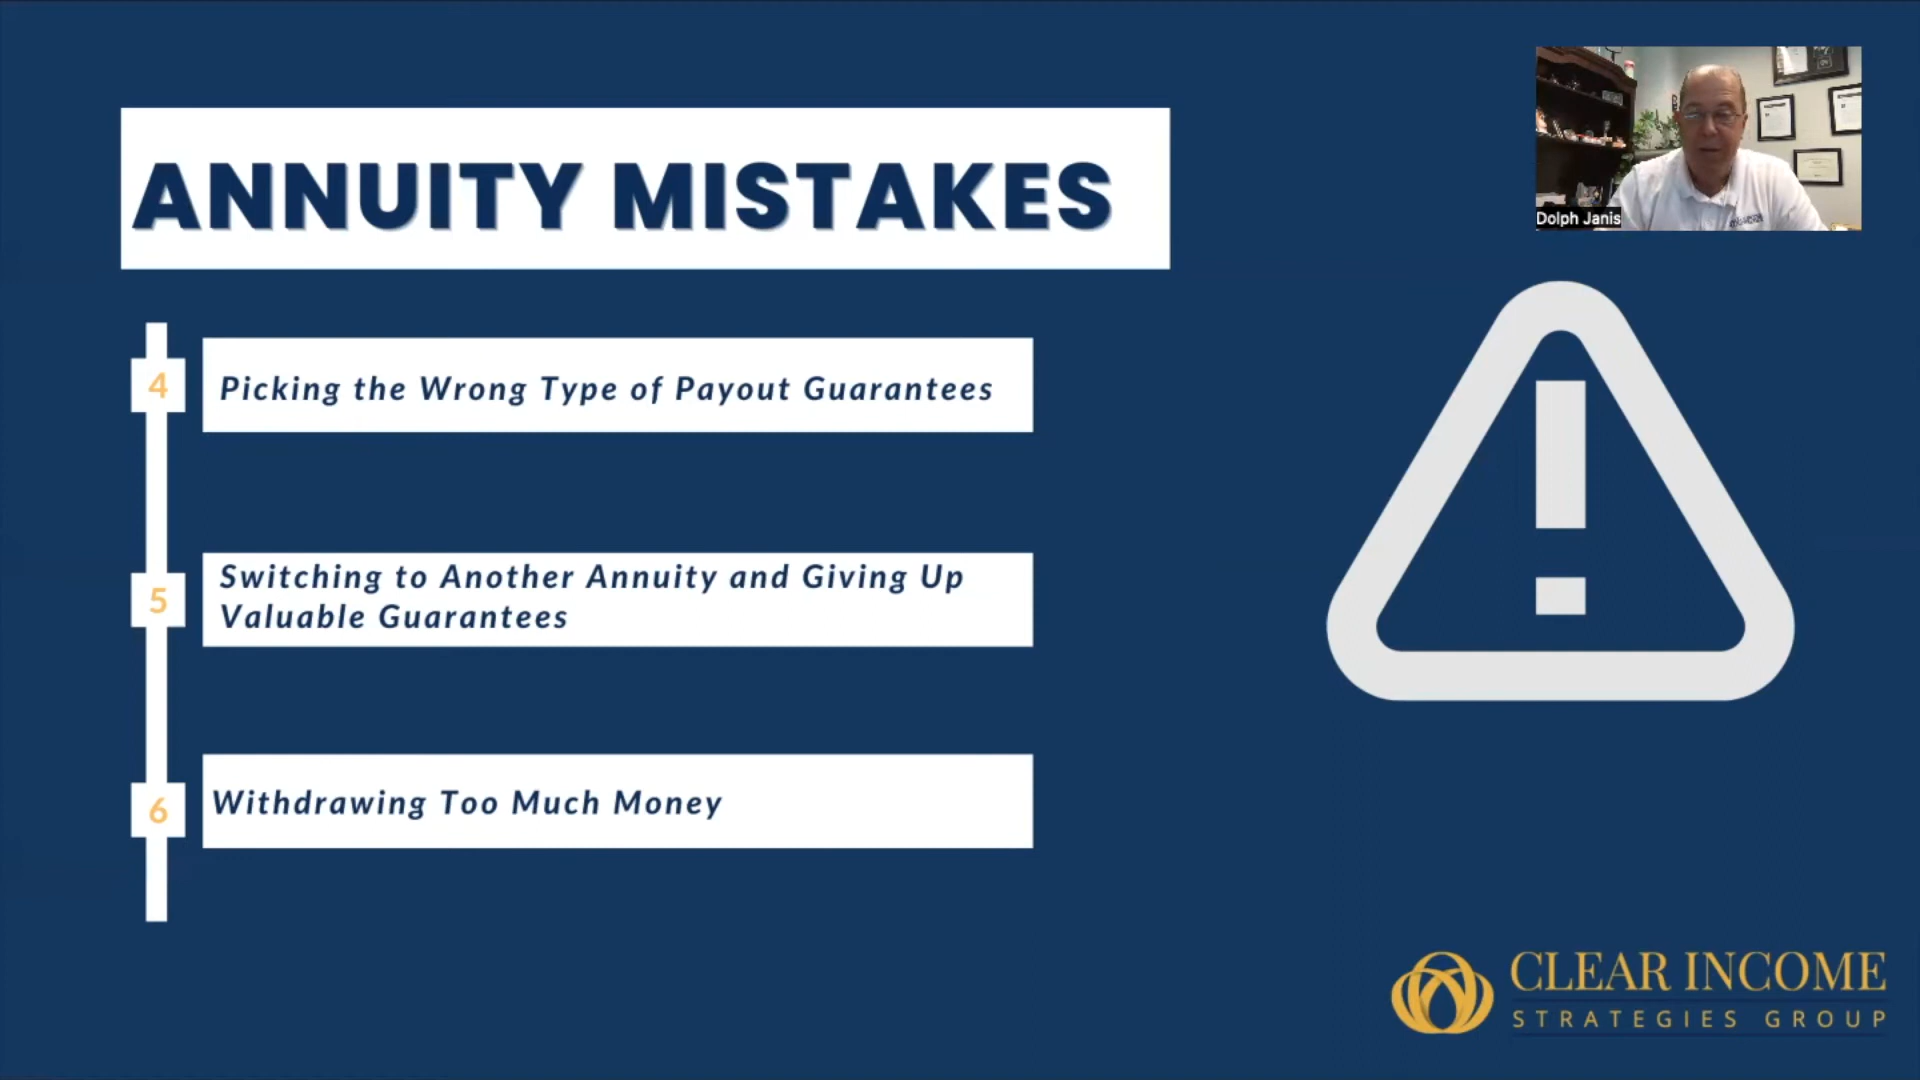 ANNUITY MISTAKES
Dolph Janis
4
Picking the Wrong Type of Payout Guarantees
5
Switching to Another Annuity and Giving Up
Valuable Guarantees
6
Withdrawing Too Much Money
CLEAR INCOME
STRATEGIES GROUP